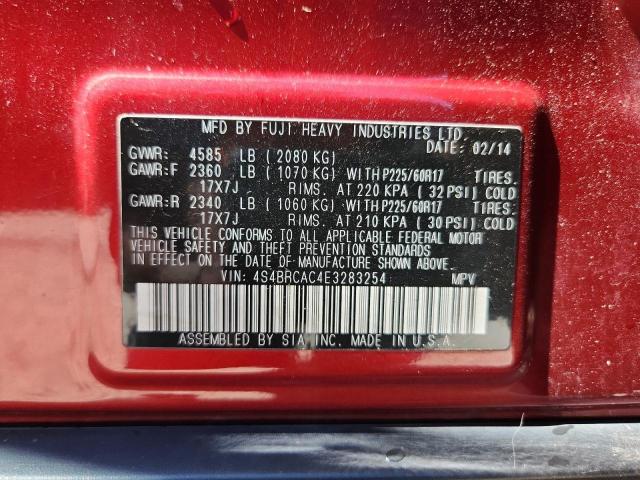 MFD BY FUJI HEAVY INDUSTRIES LTD.
DATE: 02/14
GVWR: 4585 LB ( 2080 KG)
GAWR:F 2360 LB ( 1070 KG) WITH P225/60R17 TIRES.
17X7J RIMS. AT 220 KPA ( 32 PSI) COLD
GAWR:R 2340 LB ( 1060 KG) WITH P225/60R17 TIRES.
17X7J RIMS. AT 210 KPA ( 30 PSI) COLD
THIS VEHICLE CONFORMS TO ALL APPLICABLE FEDERAL MOTOR
VEHICLE SAFETY AND THEFT PREVENTION STANDARDS
IN EFFECT ON THE DATE OF MANUFACTURE SHOWN ABOVE.
VIN: 4S4BRCAC4E3283254 MPV
ASSEMBLED BY SIA, INC. MADE IN U.S.A.